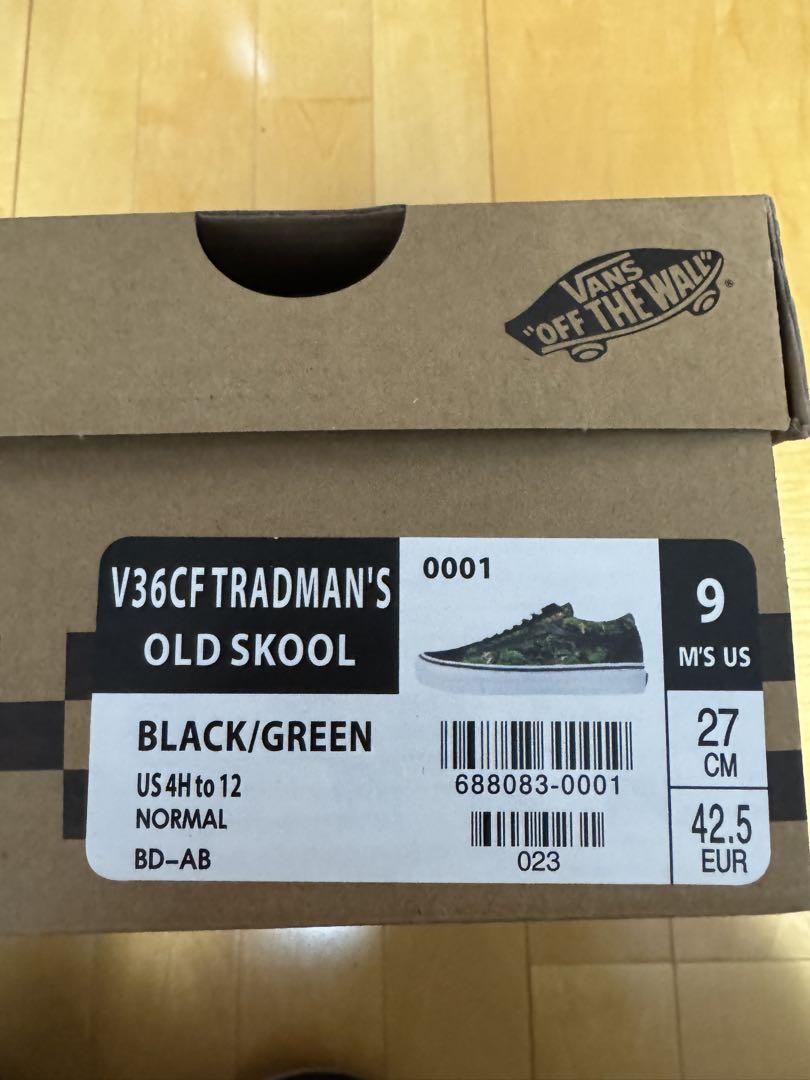 VANS
"OFF THE WALL"
®
V36CF TRADMAN'S
OLD SKOOL
0001
9
M'S US
BLACK/GREEN
US 4H to 12
NORMAL
BD-AB
688083-0001
023
27
CM
42.5
EUR